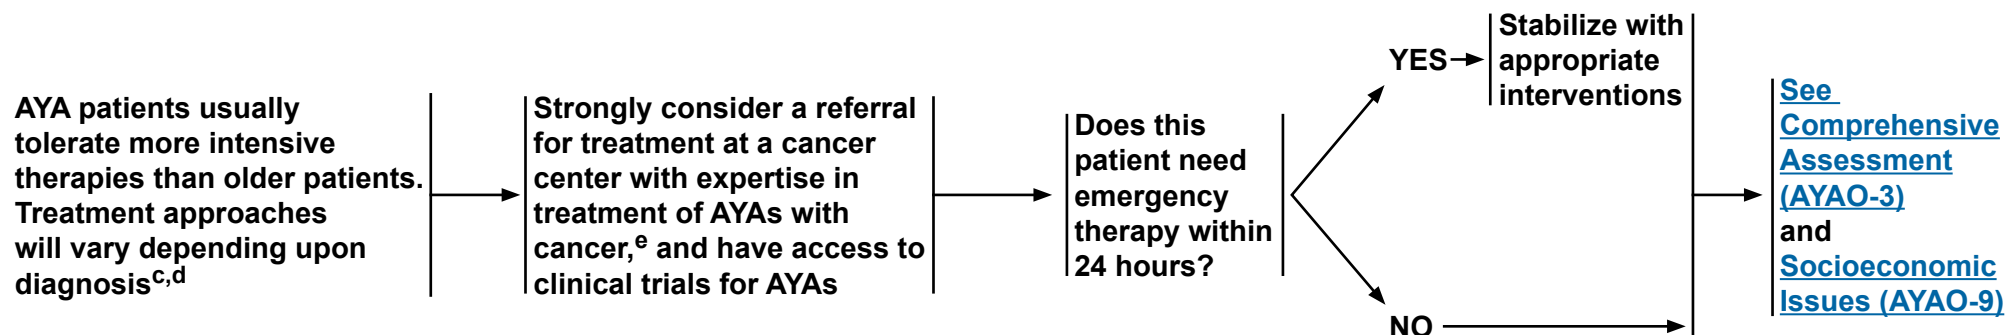 AYA patients usually
tolerate more intensive
therapies than older patients.
Treatment approaches
will vary depending upon
diagnosisc,d
Strongly consider a referral
for treatment at a cancer
center with expertise in
treatment of AYAs with
cancer,e and have access to
clinical trials for AYAs
Does this
patient need
emergency
therapy within
24 hours?
YES
Stabilize with
appropriate
interventions
NO
See
Comprehensive
Assessment
(AYAO-3)
and
Socioeconomic
Issues (AYAO-9)